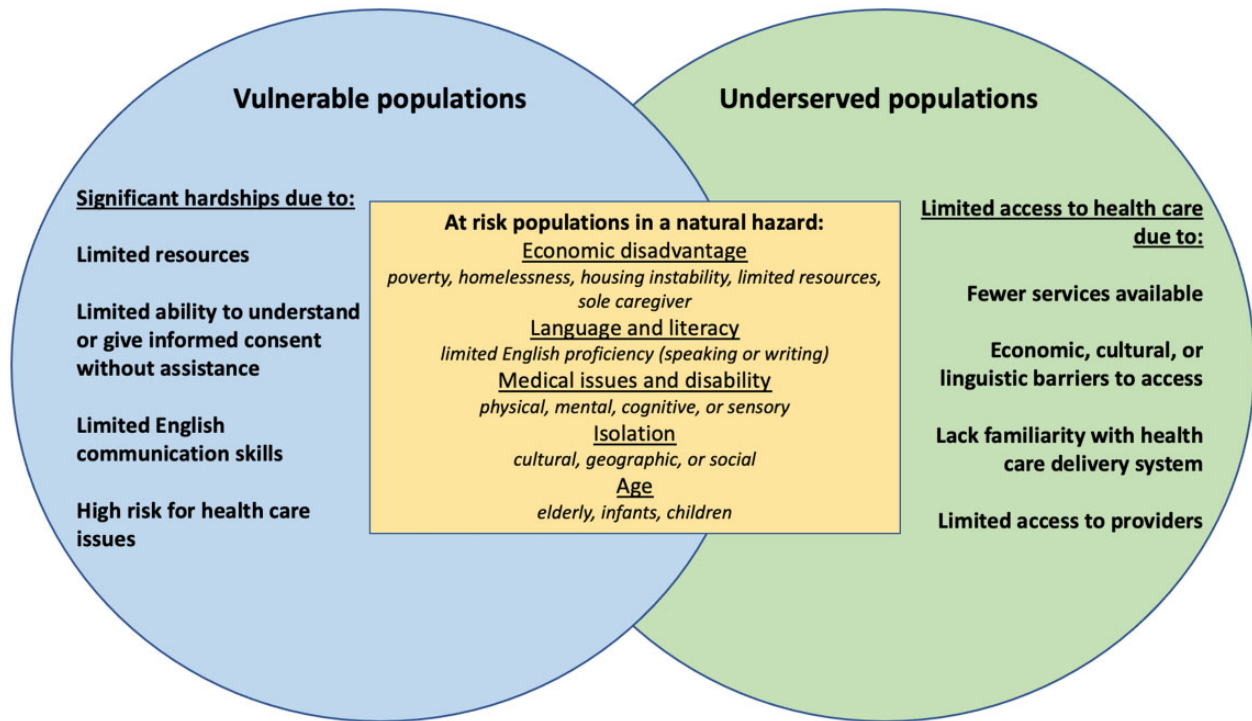 Vulnerable populations
Underserved populations
Significant hardships due to:
Limited resources
Limited ability to understand
or give informed consent
without assistance
Limited English
communication skills
High risk for health care
issues
At risk populations in a natural hazard:
Economic disadvantage
poverty, homelessness, housing instability, limited resources,
sole caregiver
Language and literacy
limited English proficiency (speaking or writing)
Medical issues and disability
physical, mental, cognitive, or sensory
Isolation
cultural, geographic, or social
Age
elderly, infants, children
Limited access to health care
due to:
Fewer services available
Economic, cultural, or
linguistic barriers to access
Lack familiarity with health
care delivery system
Limited access to providers